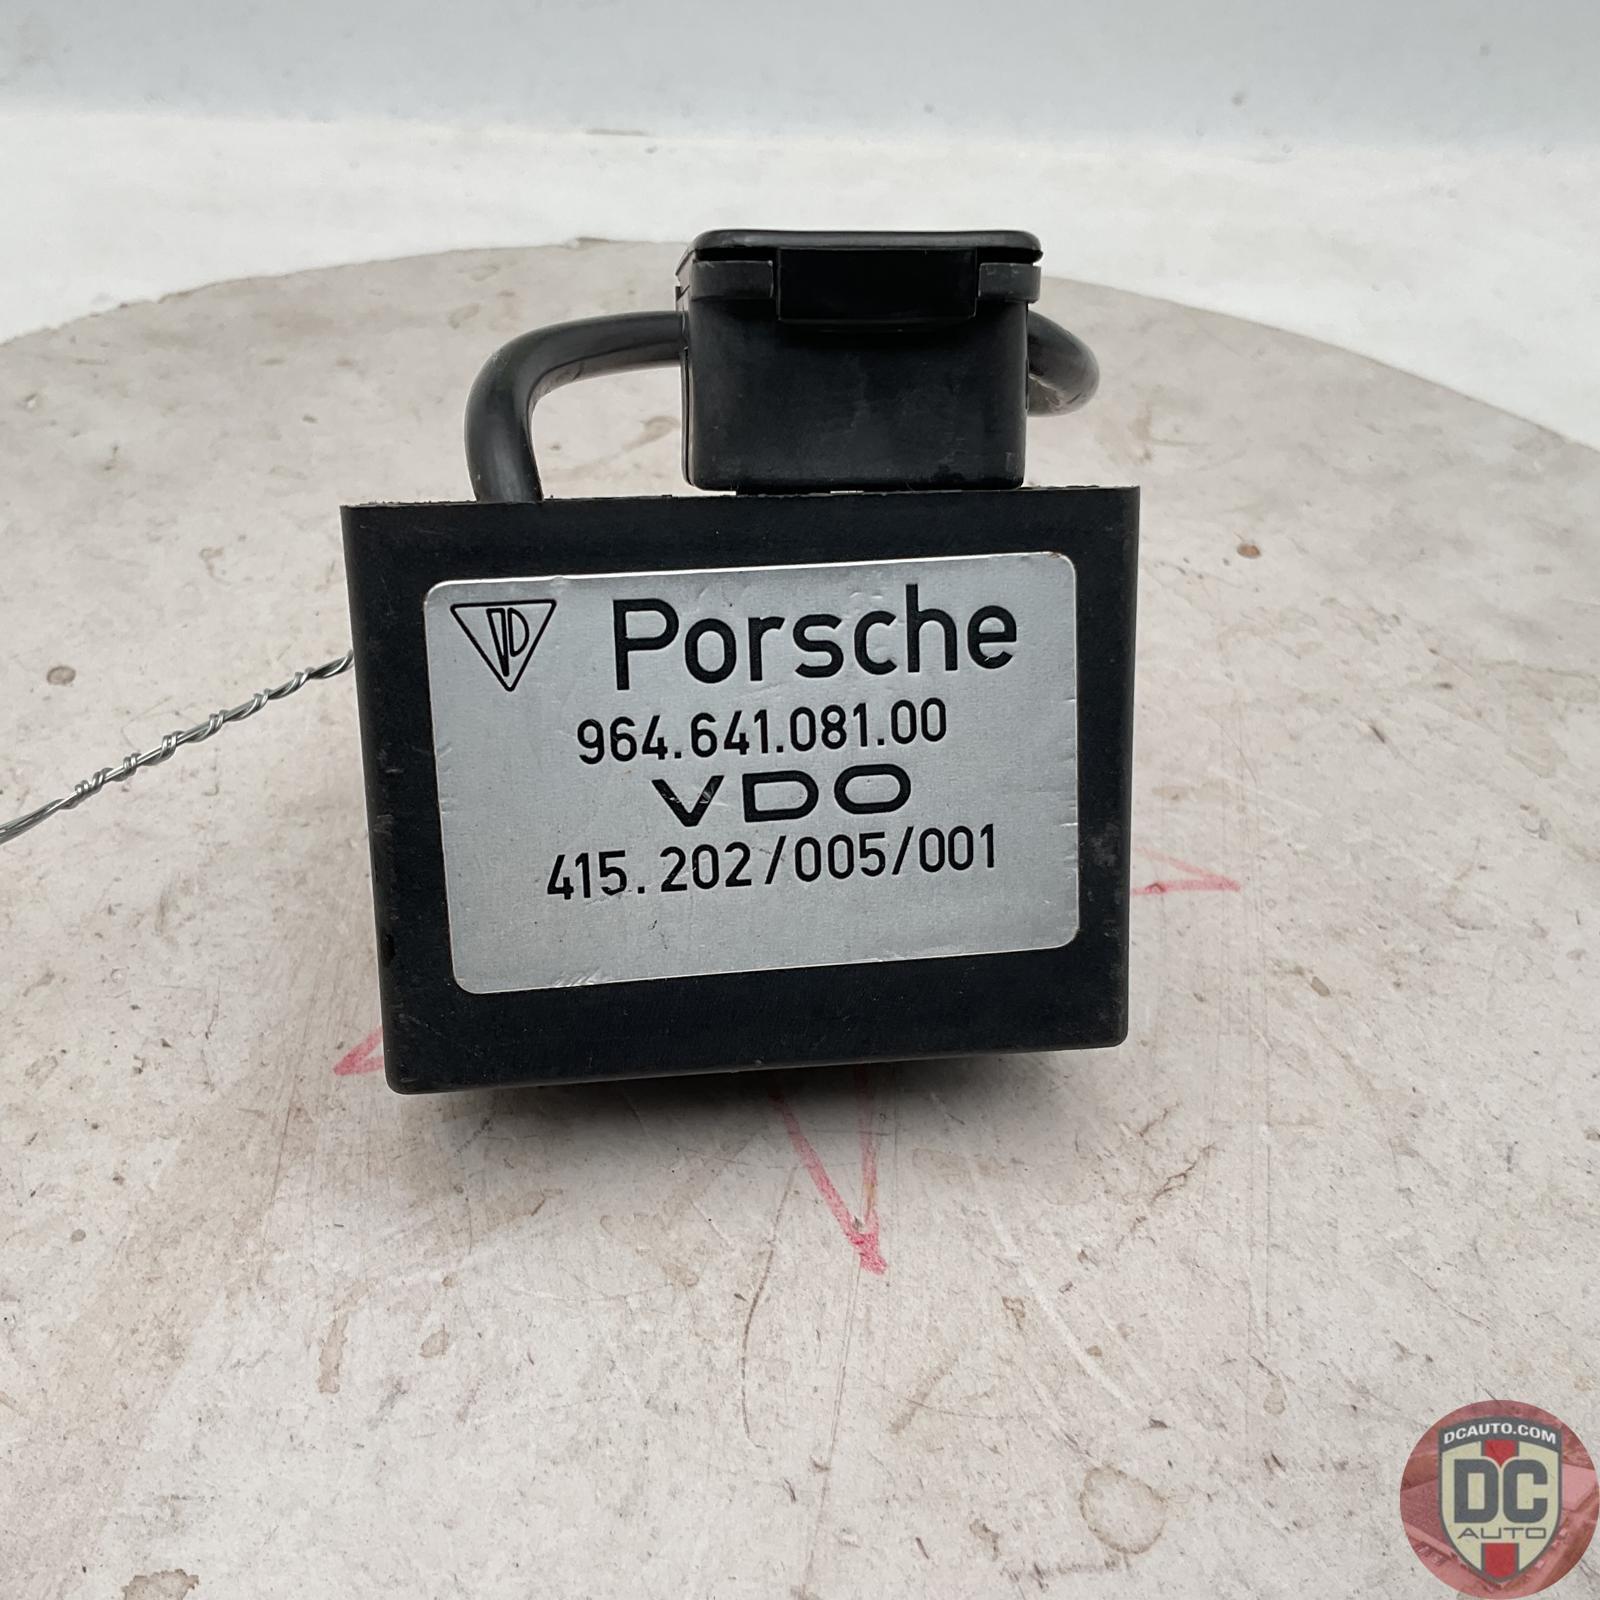 Porsche
964.641.081.00
VDO
415.202/005/001
DCAUTO.COM
DC
AUTO